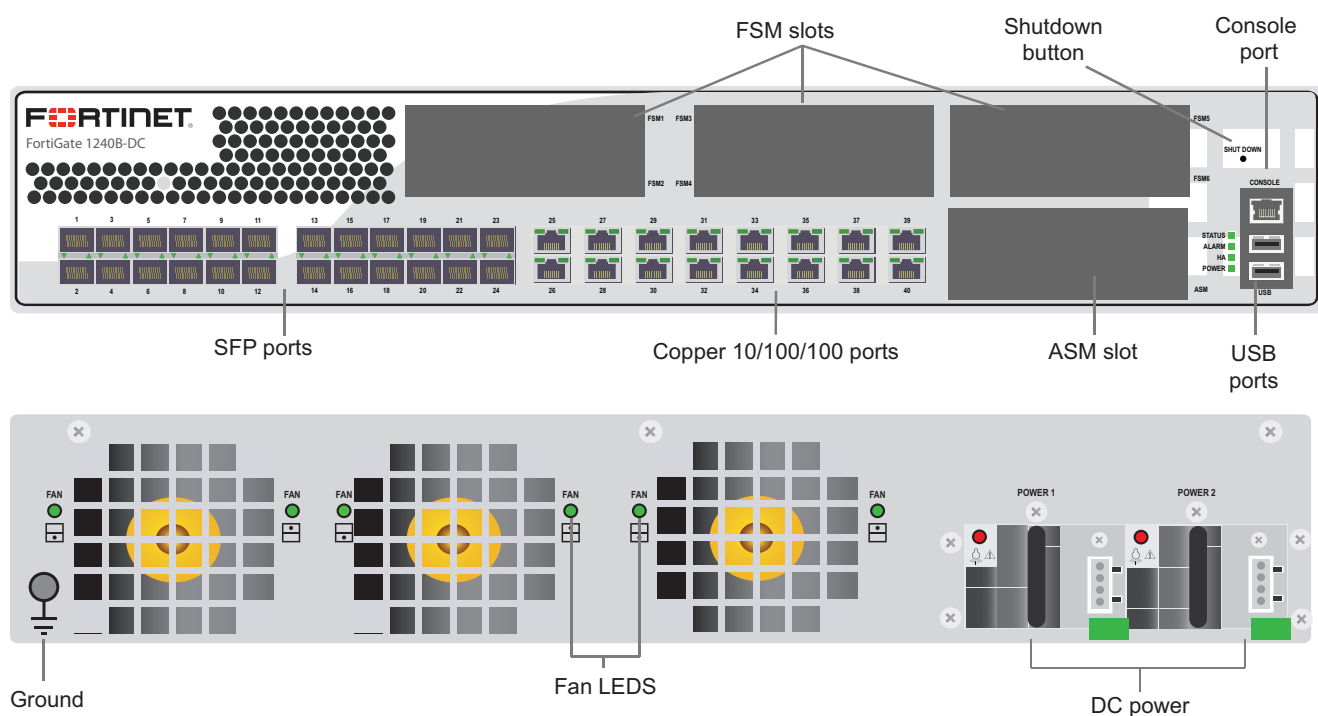 FSM slots
Shutdown
button
Console
port
FORTINET
FortiGate 1240B-DC
FSM1 FSM3
FSM5
SHUT DOWN
FSM2 FSM4
FSM6
CONSOLE
1 3 5 7 9 11 13 15 17 19 21 23 25 27 29 31 33 35 37 39
STATUS
ALARM
HA
POWER
2 4 6 8 10 12 14 16 18 20 22 24 26 28 30 32 34 36 38 40
ASM
USB
SFP ports
Copper 10/100/100 ports
ASM slot
USB
ports
FAN FAN FAN FAN FAN FAN
POWER 1 POWER 2
Ground
Fan LEDS
DC power